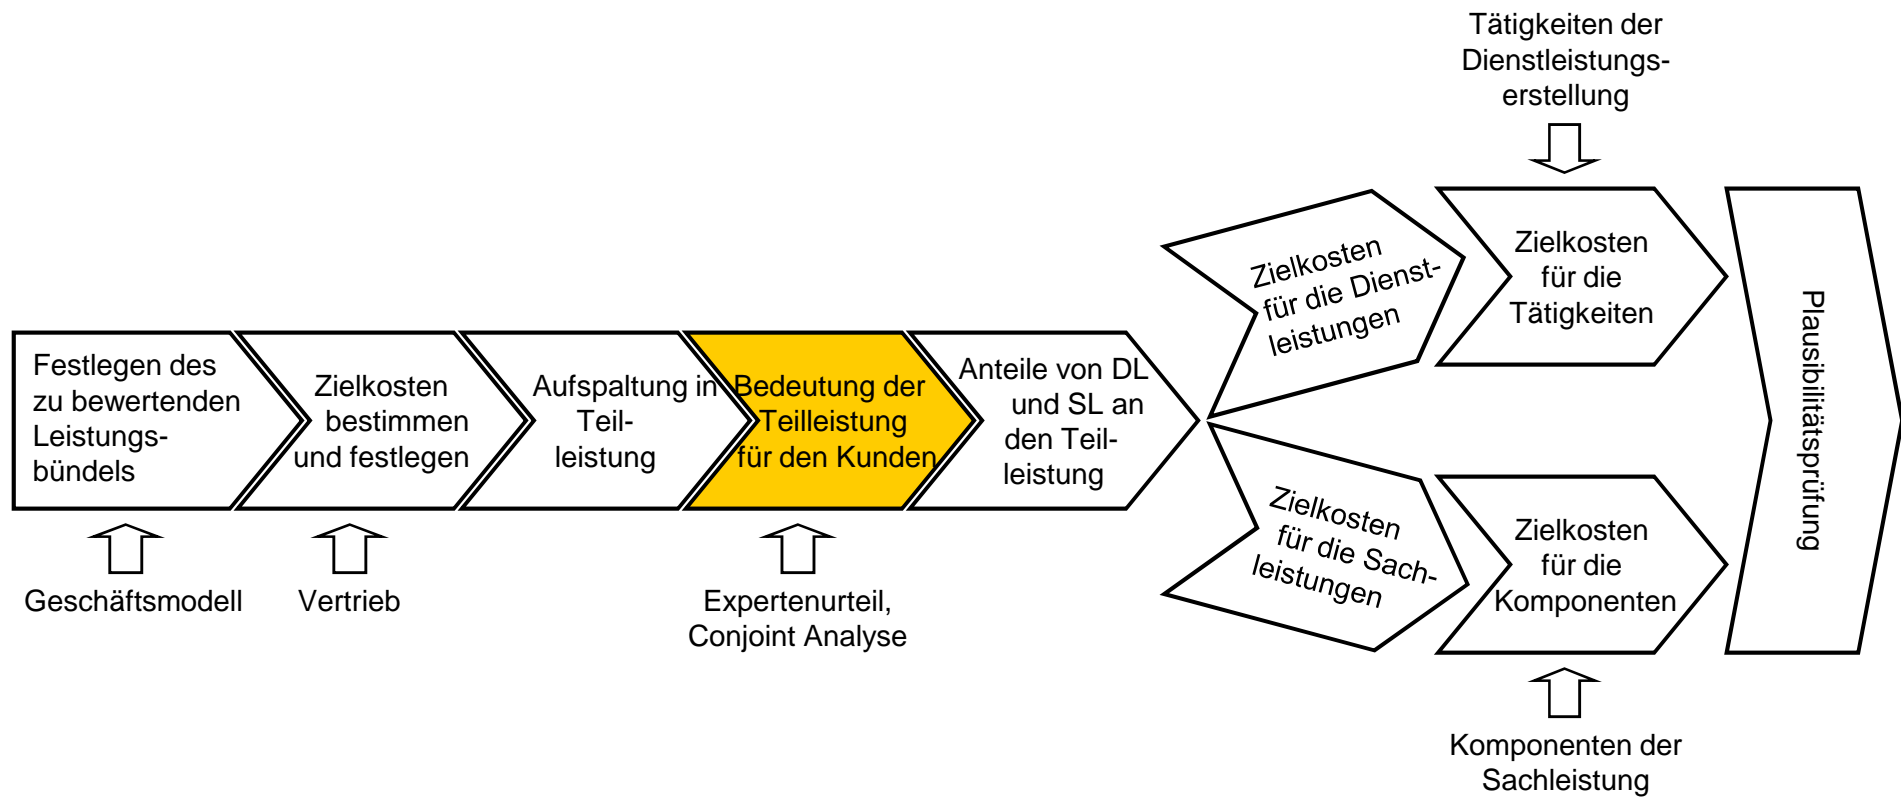 Tätigkeiten der
Dienstleistungs-
erstellung
Festlegen des
zu bewertenden
Leistungs-
bündels
Zielkosten
bestimmen
und festlegen
Aufspaltung in
Teil-
leistung
Bedeutung der
Teilleistung
für den Kunden
Anteile von DL
und SL an
den Teil-
leistung
Zielkosten
für die Dienst-
leistungen
Zielkosten
für die
Tätigkeiten
Zielkosten
für die Sach-
leistungen
Zielkosten
für die
Komponenten
Plausibilitätsprüfung
Geschäftsmodell
Vertrieb
Expertenurteil,
Conjoint Analyse
Komponenten der
Sachleistung